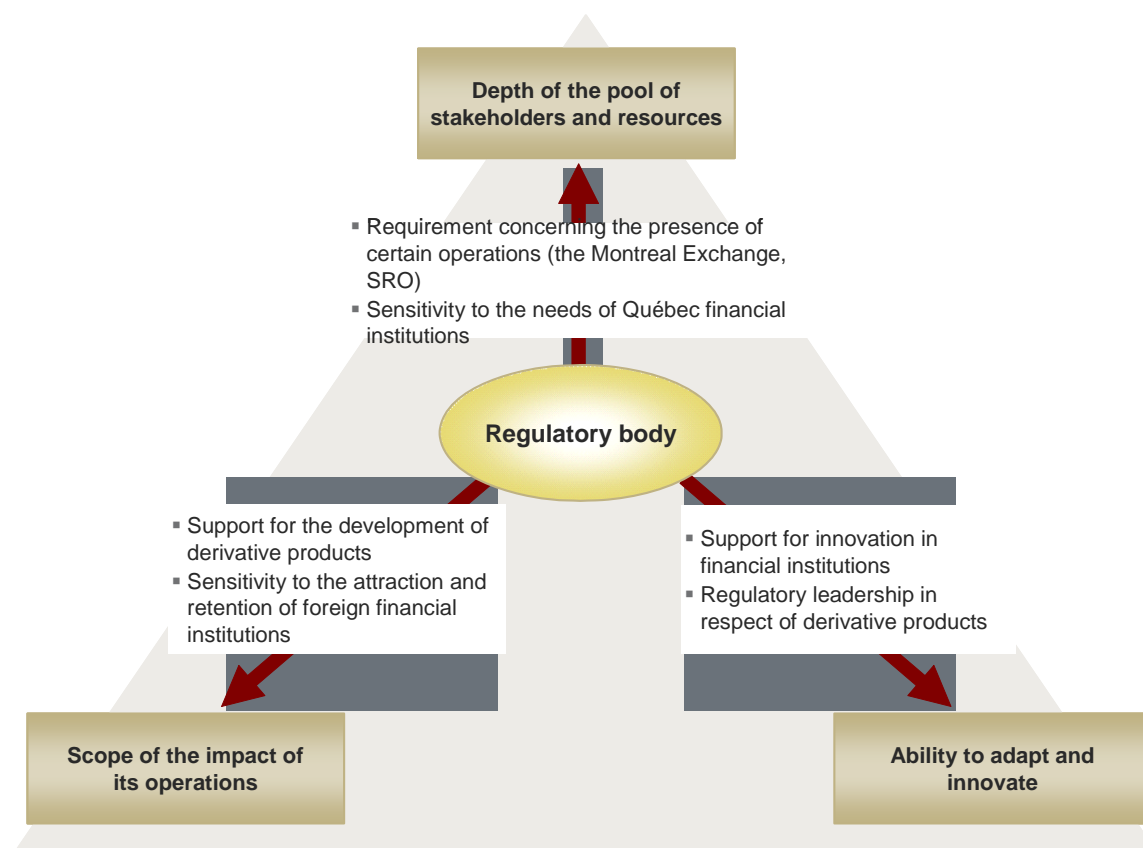 Depth of the pool of
stakeholders and resources
▪ Requirement concerning the presence of
certain operations (the Montreal Exchange,
SRO)
▪ Sensitivity to the needs of Québec financial
institutions
Regulatory body
▪ Support for the development of
derivative products
▪ Sensitivity to the attraction and
retention of foreign financial
institutions
▪ Support for innovation in
financial institutions
▪ Regulatory leadership in
respect of derivative products
Scope of the impact of
its operations
Ability to adapt and
innovate